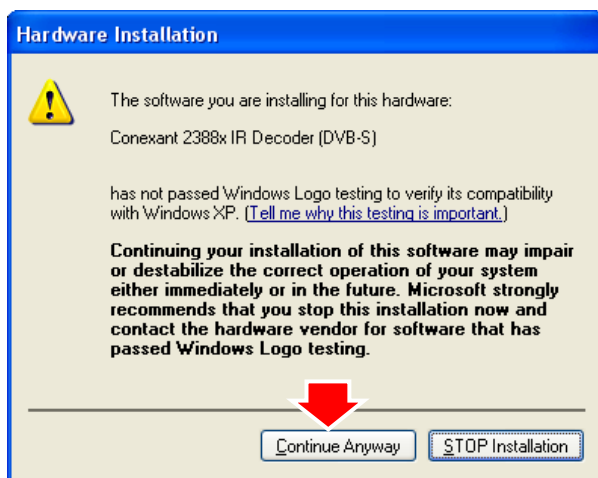 Hardware Installation
The software you are installing for this hardware:
Conexant 2388x IR Decoder (DVB-S)
has not passed Windows Logo testing to verify its compatibility
with Windows XP. (Tell me why this testing is important.)
Continuing your installation of this software may impair
or destabilize the correct operation of your system
either immediately or in the future. Microsoft strongly
recommends that you stop this installation now and
contact the hardware vendor for software that has
passed Windows Logo testing.
Continue Anyway
STOP Installation